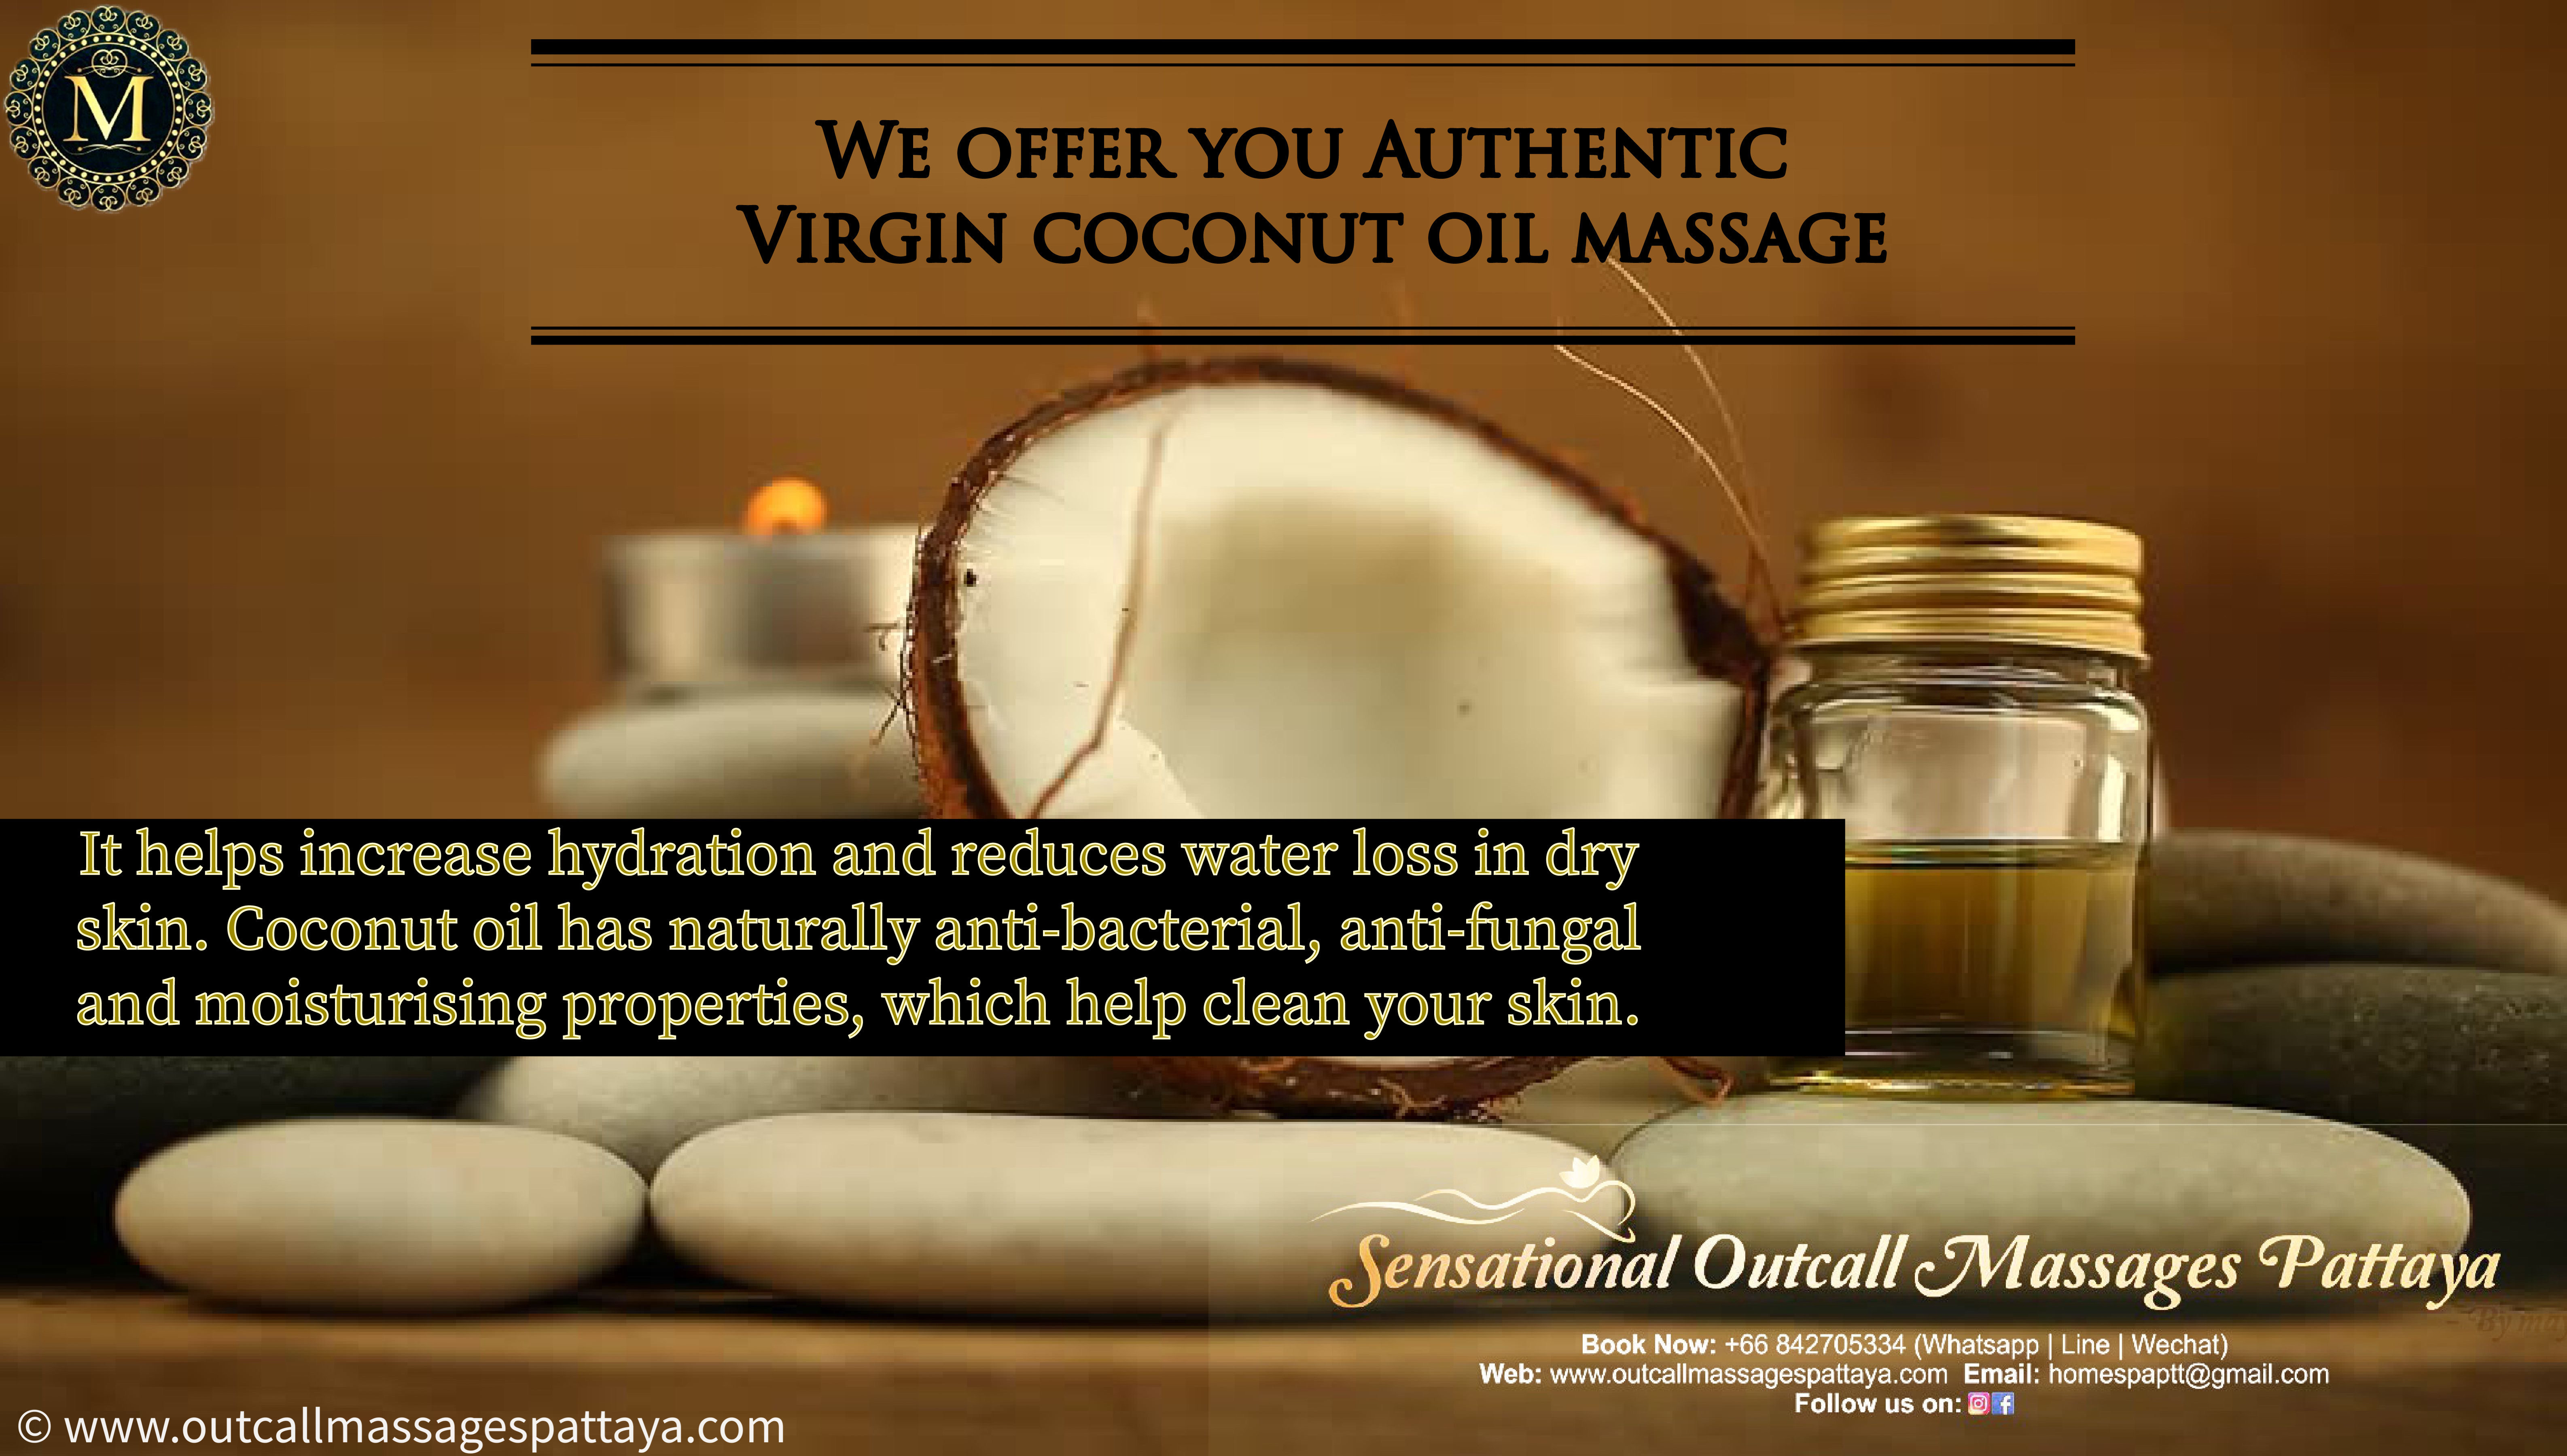 M
WE OFFER YOU AUTHENTIC
VIRGIN COCONUT OIL MASSAGE
It helps increase hydration and reduces water loss in dry
skin. Coconut oil has naturally anti-bacterial, anti-fungal
and moisturising properties, which help clean your skin.
Sensational Outcall Massages Pattaya
Book Now: +66 842705334 (Whatsapp | Line | Wechat)
Web: www.outcallmassagespattaya.com Email: homespaptt@gmail.com
Follow us on:
© www.outcallmassagespattaya.com